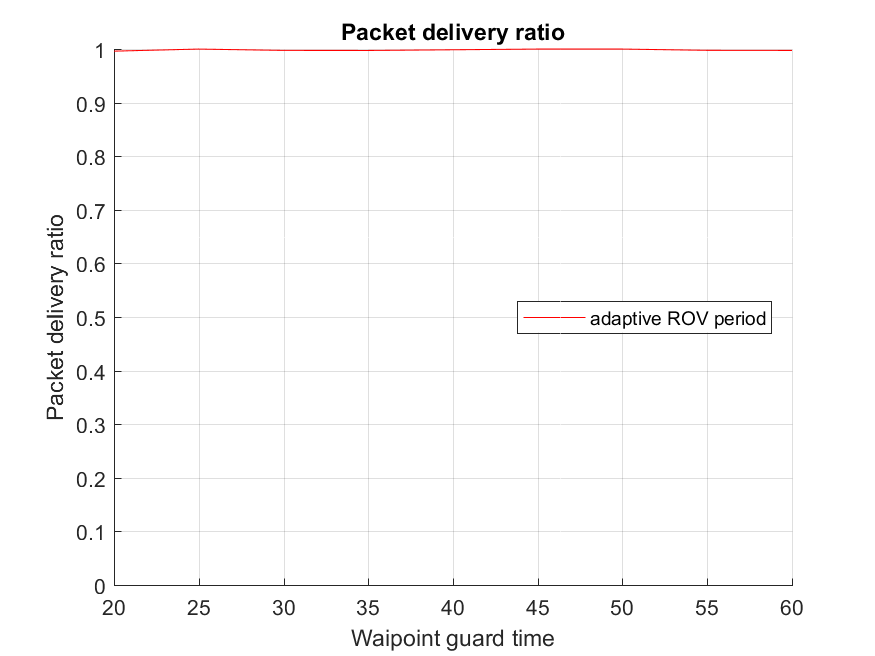 Packet delivery ratio
1
0.9
0.8
0.7
0.6
0.5
0.4
0.3
0.2
0.1
0
Packet delivery ratio
adaptive ROV period
20 25 30 35 40 45 50 55 60
Waipoint guard time